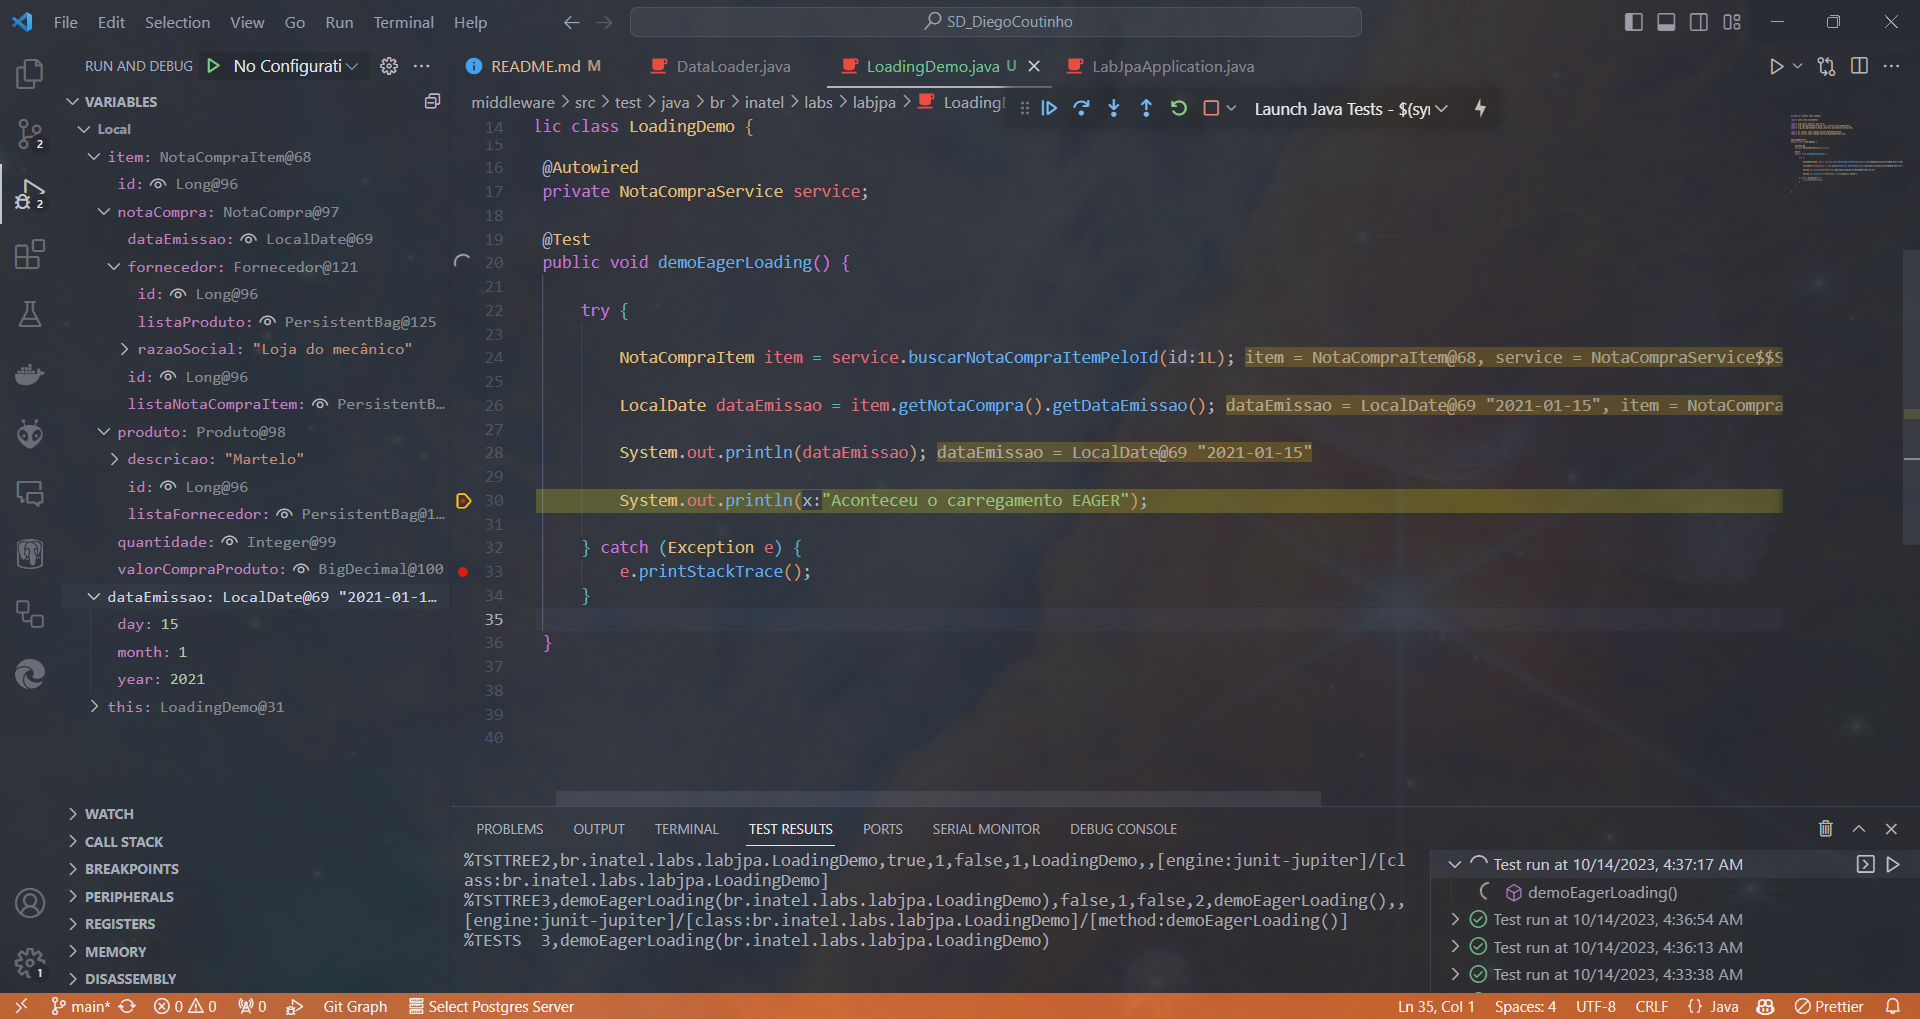 File Edit Selection View Go Run Terminal Help
SD_DiegoCoutinho
RUN AND DEBUG No Configurati
README.md M DataLoader.java LoadingDemo.java U LabJpaApplication.java
VARIABLES
Local
item: NotaCompraItem@68
id: Long@96
notaCompra: NotaCompra@97
dataEmissao: LocalDate@69
fornecedor: Fornecedor@121
id: Long@96
listaProduto: PersistentBag@125
razaoSocial: "Loja do mecânico"
id: Long@96
listaNotaCompraItem: PersistentB…
produto: Produto@98
descricao: "Martelo"
id: Long@96
listaFornecedor: PersistentBag@1…
quantidade: Integer@99
valorCompraProduto: BigDecimal@100
dataEmissao: LocalDate@69 "2021-01-1…
day: 15
month: 1
year: 2021
this: LoadingDemo@31
WATCH
CALL STACK
BREAKPOINTS
PERIPHERALS
REGISTERS
MEMORY
DISASSEMBLY
2
2
1
middleware > src > test > java > br > inatel > labs > labjpa > Loading
Launch Java Tests - $(syı
14 lic class LoadingDemo {
15
16 @Autowired
17 private NotaCompraService service;
18
19 @Test
20 public void demoEagerLoading() {
21
22 try {
23
24 NotaCompraItem item = service.buscarNotaCompraItemPeloId(id:1L); item = NotaCompraItem@68, service = NotaCompraService$$S
25
26 LocalDate dataEmissao = item.getNotaCompra().getDataEmissao(); dataEmissao = LocalDate@69 "2021-01-15", item = NotaCompra
27
28 System.out.println(dataEmissao); dataEmissao = LocalDate@69 "2021-01-15"
29
30 System.out.println(x:"Aconteceu o carregamento EAGER");
31
32 } catch (Exception e) {
33 e.printStackTrace();
34 }
35
36 }
37
38
39
40
PROBLEMS OUTPUT TERMINAL TEST RESULTS PORTS SERIAL MONITOR DEBUG CONSOLE
%TSTTREE2,br.inatel.labs.labjpa.LoadingDemo,true,1,false,1,LoadingDemo,,[engine:junit-jupiter]/[cl
ass:br.inatel.labs.labjpa.LoadingDemo]
%TSTTREE3,demoEagerLoading(br.inatel.labs.labjpa.LoadingDemo),false,1,false,2,demoEagerLoading(),,
[engine:junit-jupiter]/[class:br.inatel.labs.labjpa.LoadingDemo]/[method:demoEagerLoading()]
%TESTS 3,demoEagerLoading(br.inatel.labs.labjpa.LoadingDemo)
Test run at 10/14/2023, 4:37:17 AM
demoEagerLoading()
Test run at 10/14/2023, 4:36:54 AM
Test run at 10/14/2023, 4:36:13 AM
Test run at 10/14/2023, 4:33:38 AM
main* 0 0 0 Git Graph Select Postgres Server Ln 35, Col 1 Spaces: 4 UTF-8 CRLF {} Java Prettier